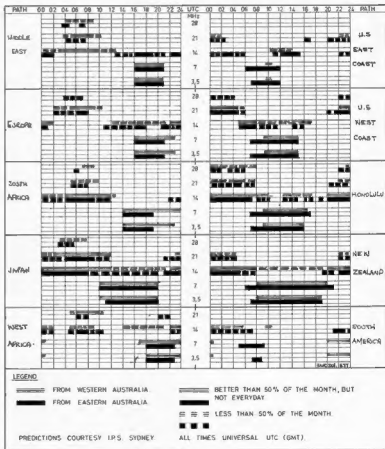 PATH 00 02 04 06 08 10 12 14 16 18 20 22 24 UTC 00 02 04 06 08 10 12 14 16 18 20 22 24 PATH
MHz
MIDDLE 28 U.S
21
EAST 14 EAST
7 COAST
3,5
28
EUROPE 21 U.S
14 WEST
7 COAST
3,5
28
SOUTH 21
AFRICA 14 HONOLULU
7
3,5
28
21 NEW
JAPAN 14 ZEALAND
7
3,5
28
WEST 21
14 SOUTH
AFRICA 7 AMERICA
3,5
LEGEND
FROM WESTERN AUSTRALIA BETTER THAN 50% OF THE MONTH, BUT
FROM EASTERN AUSTRALIA NOT EVERYDAY
LESS THAN 50% OF THE MONTH
PREDICTIONS COURTESY I.P.S. SYDNEY ALL TIMES UNIVERSAL UTC (GMT).